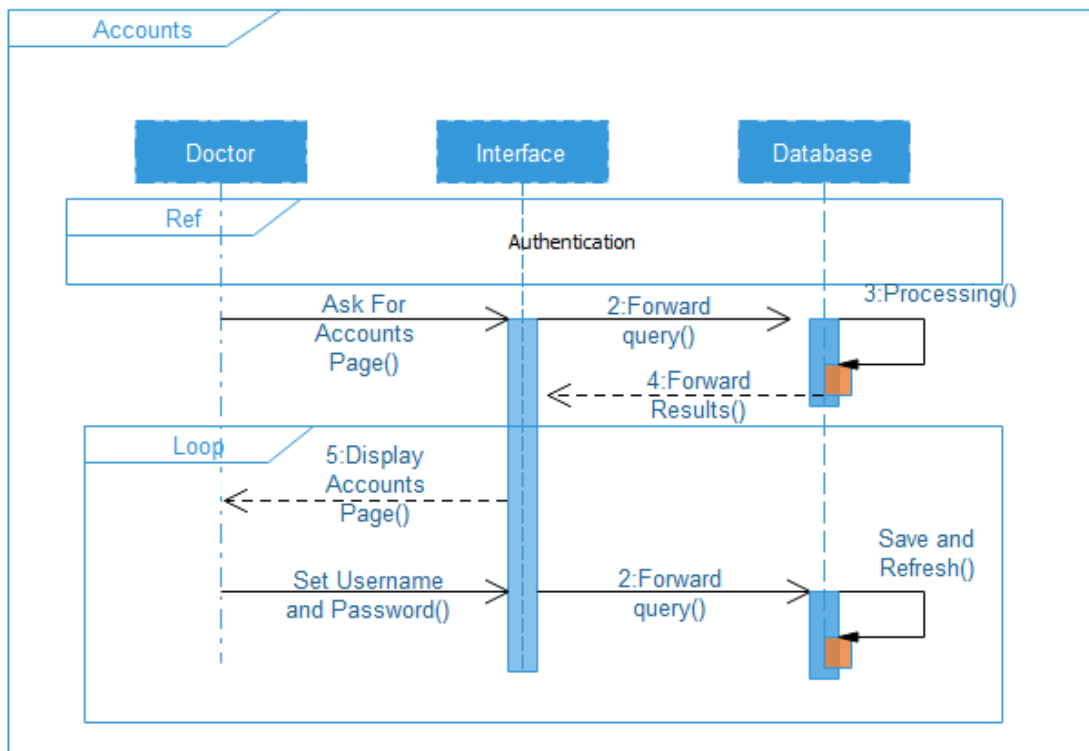 Accounts
Doctor
Interface
Database
Ref
Authentication
Ask For
Accounts
Page()
2:Forward
query()
3:Processing()
4:Forward
Results()
Loop
5:Display
Accounts
Page()
Set Username
and Password()
2:Forward
query()
Save and
Refresh()